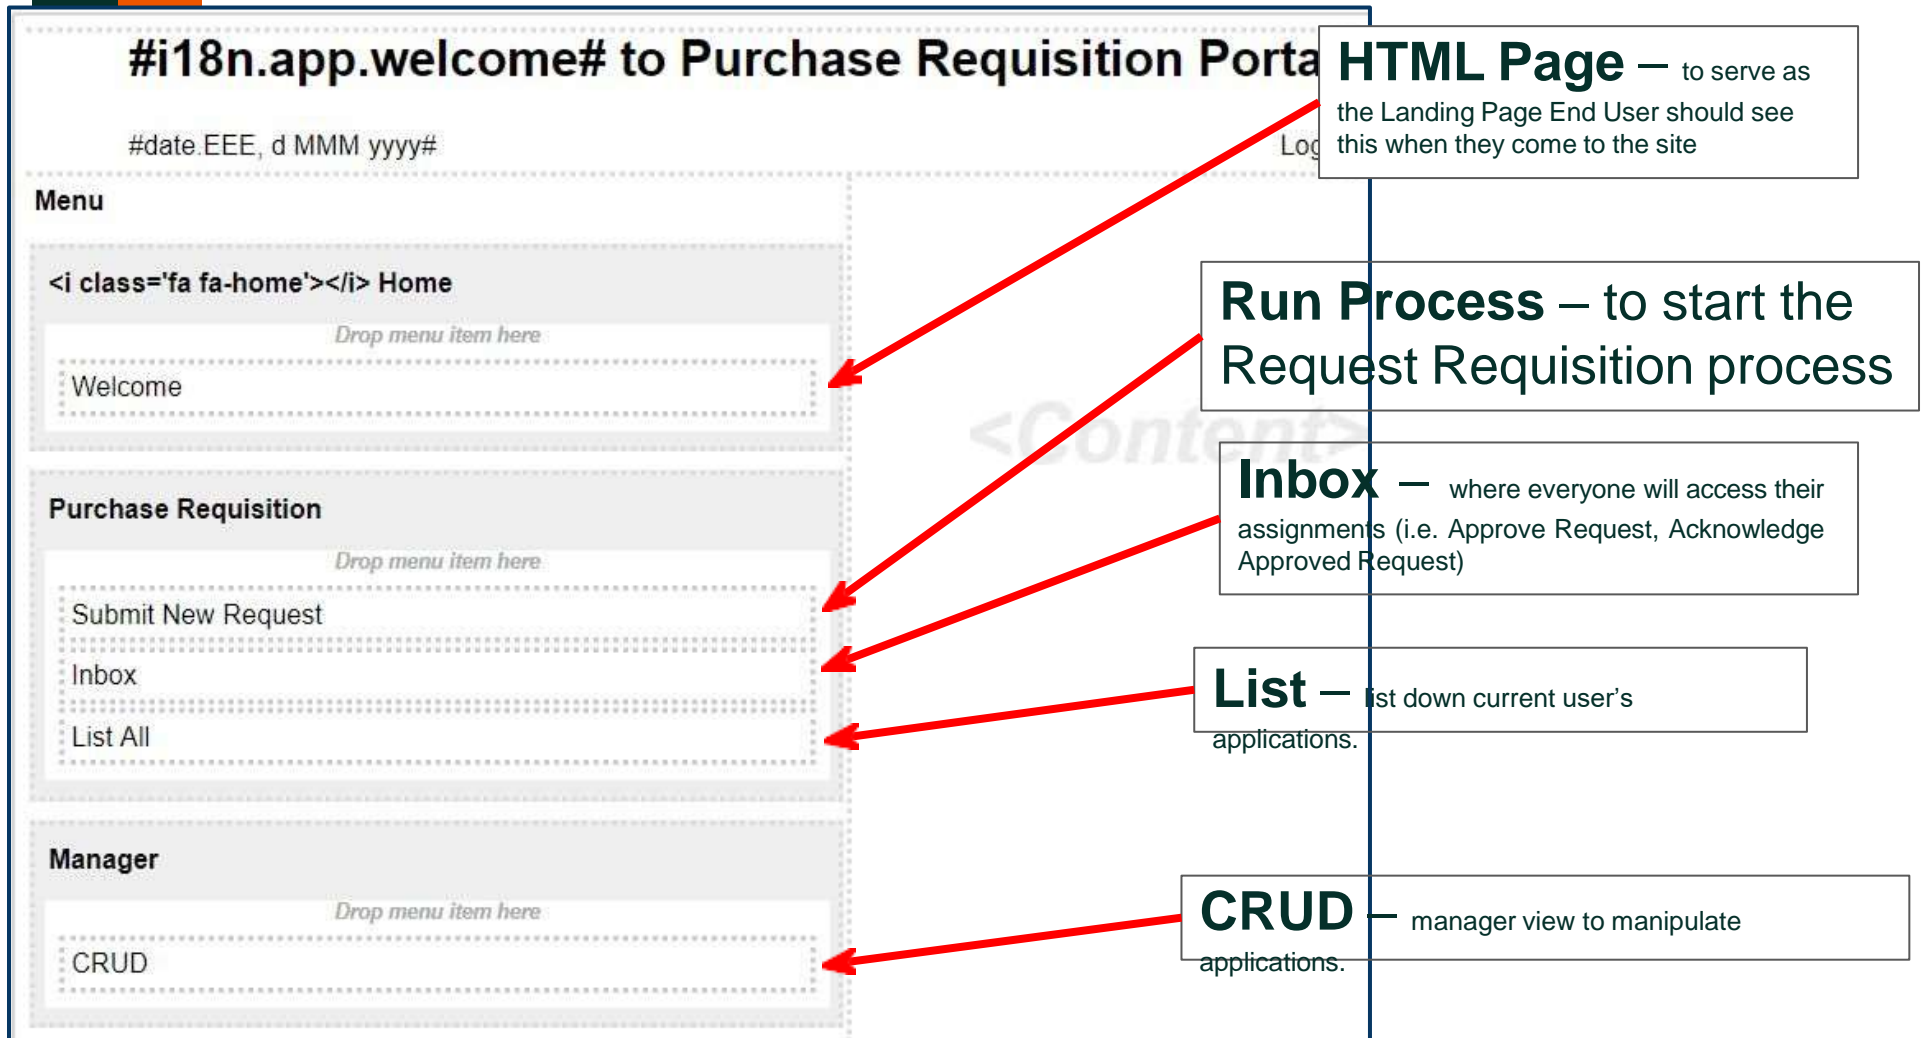 #i18n.app.welcome# to Purchase Requisition Porta
#date.EEE, d MMM yyyy#
Log
Menu
<i class='fa fa-home'></i> Home
Drop menu item here
Welcome
Purchase Requisition
Drop menu item here
Submit New Request
Inbox
List All
Manager
Drop menu item here
CRUD
<Content>
HTML Page – to serve as
the Landing Page End User should see
this when they come to the site
Run Process – to start the
Request Requisition process
Inbox – where everyone will access their
assignments (i.e. Approve Request, Acknowledge
Approved Request)
List – list down current user’s
applications.
CRUD – manager view to manipulate
applications.